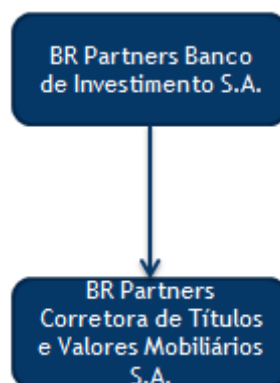 BR Partners Banco
de Investimento S.A.
BR Partners
Corretora de Títulos
e Valores Mobiliários
S.A.